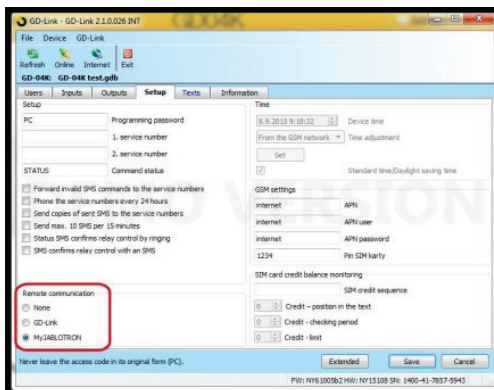 GD-Link - GD-Link 2.1.0.026 INT
File Device GD-Link
Refresh Online Internet Exit
GD-04K: GD-04K test.gdb
Users Inputs Outputs Setup Texts Information
Setup
PC Programming password
1. service number
2. service number
STATUS Command status
Forward invalid SMS commands to the service numbers
Phone the service numbers every 24 hours
Send copies of sent SMS to the service numbers
Send max. 10 SMS per 15 minutes
Status SMS confirms relay control by ringing
SMS confirms relay control with an SMS
Remote communication
None
GD-Link
MyJABLOTRON
Time
8.9.2015 9:18:32 Device time
From the GSM network Time adjustment
Set
Standard time/Daylight saving time
GSM settings
internet APN
internet APN user
internet APN password
1234 Pin SIM karty
SIM card credit balance monitoring
SIM credit sequence
0 Credit - position in the text
0 Credit - checking period
0 Credit - limit
Never leave the access code in its original form (PC).
Extended Save Cancel
FW: NY61005b2 HW: NY15108 SN: 1400-41-7857-5943